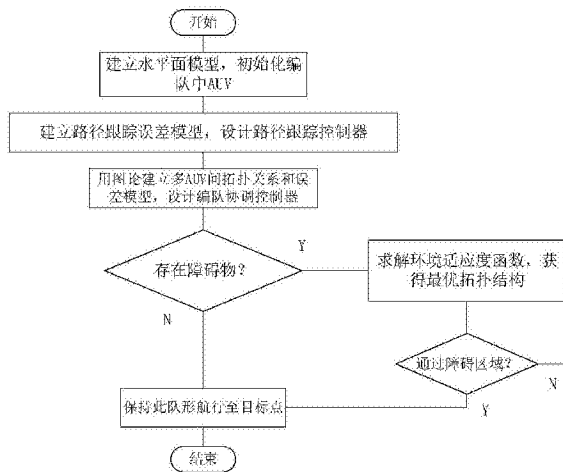 开始
建立水平面模型，初始化编
队中AUV
建立路径跟踪误差模型，设计路径跟踪控制器
用图论建立多AUV间拓扑关系和误
差模型，设计编队协调控制器
存在障碍物？
Y
求解环境适应度函数，获
得最优拓扑结构
N
通过障碍区域？
N
Y
保持此队形航行至目标点
结束